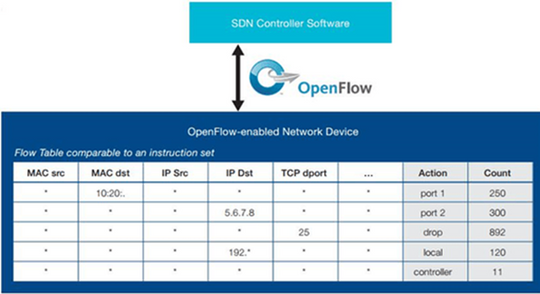 SDN Controller Software
OpenFlow
OpenFlow-enabled Network Device
Flow Table comparable to an instruction set
MAC src MAC dst IP Src IP Dst TCP dport ... Action Count
* 10:20:. * * * * port 1 250
* * * 5.6.7.8 * * port 2 300
* * * * 25 * drop 892
* * * 192.* * * local 120
* * * * * * controller 11